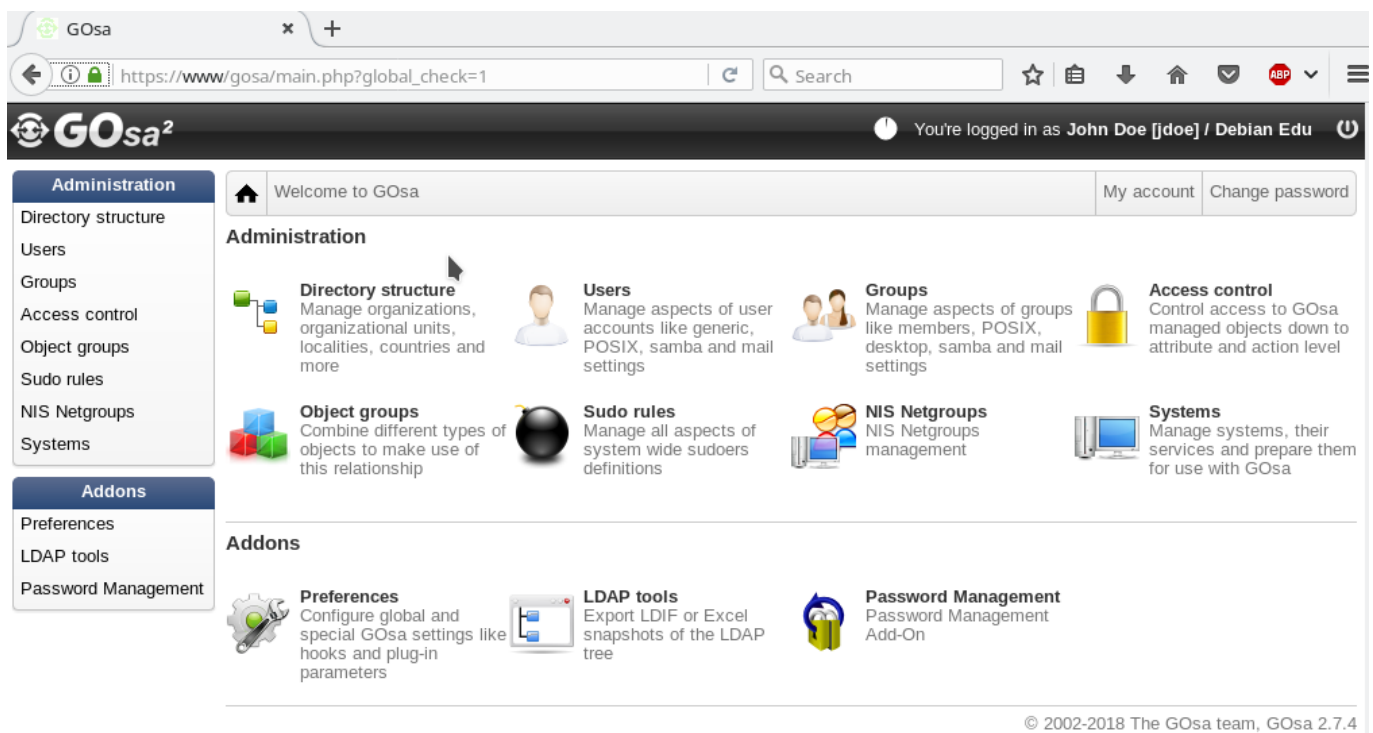 GOsa
https://www/gosa/main.php?global_check=1
Search
ABP
GOsa²
You're logged in as John Doe [jdoe] / Debian Edu
Administration
Directory structure
Users
Groups
Access control
Object groups
Sudo rules
NIS Netgroups
Systems
Addons
Preferences
LDAP tools
Password Management
Welcome to GOsa
My account
Change password
Administration
Directory structure
Manage organizations,
organizational units,
localities, countries and
more
Users
Manage aspects of user
accounts like generic,
POSIX, samba and mail
settings
Groups
Manage aspects of groups
like members, POSIX,
desktop, samba and mail
settings
Access control
Control access to GOsa
managed objects down to
attribute and action level
Object groups
Combine different types of
objects to make use of
this relationship
Sudo rules
Manage all aspects of
system wide sudoers
definitions
NIS Netgroups
NIS Netgroups
management
Systems
Manage systems, their
services and prepare them
for use with GOsa
Addons
Preferences
Configure global and
special GOsa settings like
hooks and plug-in
parameters
LDAP tools
Export LDIF or Excel
snapshots of the LDAP
tree
Password Management
Password Management
Add-On
© 2002-2018 The GOsa team, GOsa 2.7.4